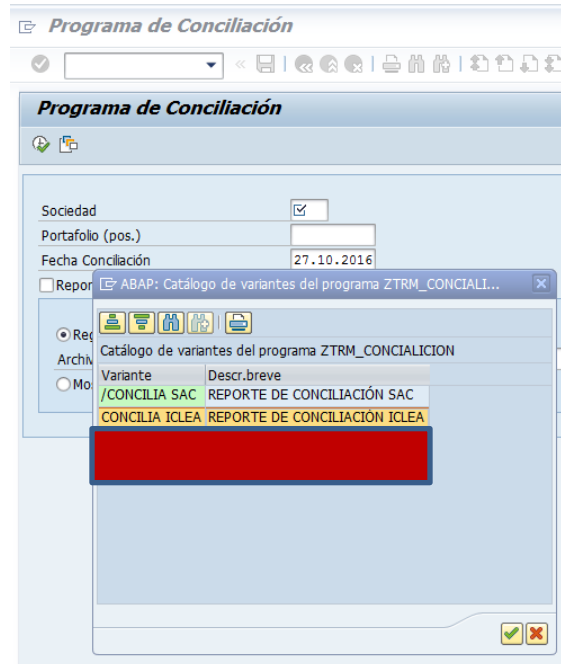 Programa de Conciliación
Programa de Conciliación
Sociedad
Portafolio (pos.)
Fecha Conciliación 27.10.2016
Repor
ABAP: Catálogo de variantes del programa ZTRM_CONCIALI...
Reg
Catálogo de variantes del programa ZTRM_CONCIALICION
Archiv
Variante Descr.breve
Mo
/CONCILIA SAC REPORTE DE CONCILIACIÓN SAC
CONCILIA ICLEA REPORTE DE CONCILIACIÓN ICLEA